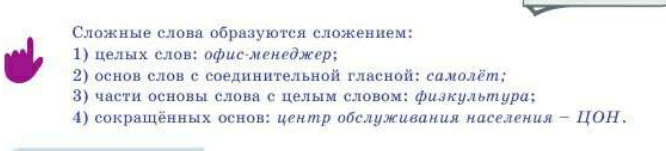 Сложные слова образуются сложением:
1) целых слов: офис-менеджер;
2) основ слов с соединительной гласной: самолёт;
3) части основы слова с целым словом: физкультура;
4) сокращённых основ: центр обслуживания населения – ЦОН.